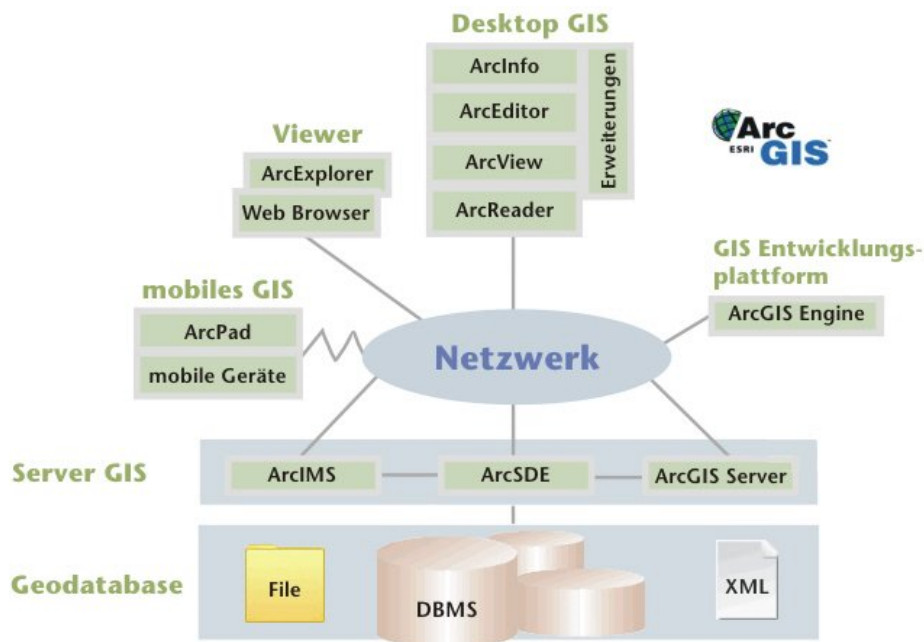 Desktop GIS
ArcInfo
ArcEditor
ArcView
ArcReader
Erweiterungen
Viewer
ArcExplorer
Web Browser
Arc
ESRI
GIS
GIS Entwicklungs-
plattform
ArcGIS Engine
mobiles GIS
ArcPad
mobile Geräte
Netzwerk
Server GIS
ArcIMS
ArcSDE
ArcGIS Server
Geodatabase
File
DBMS
XML